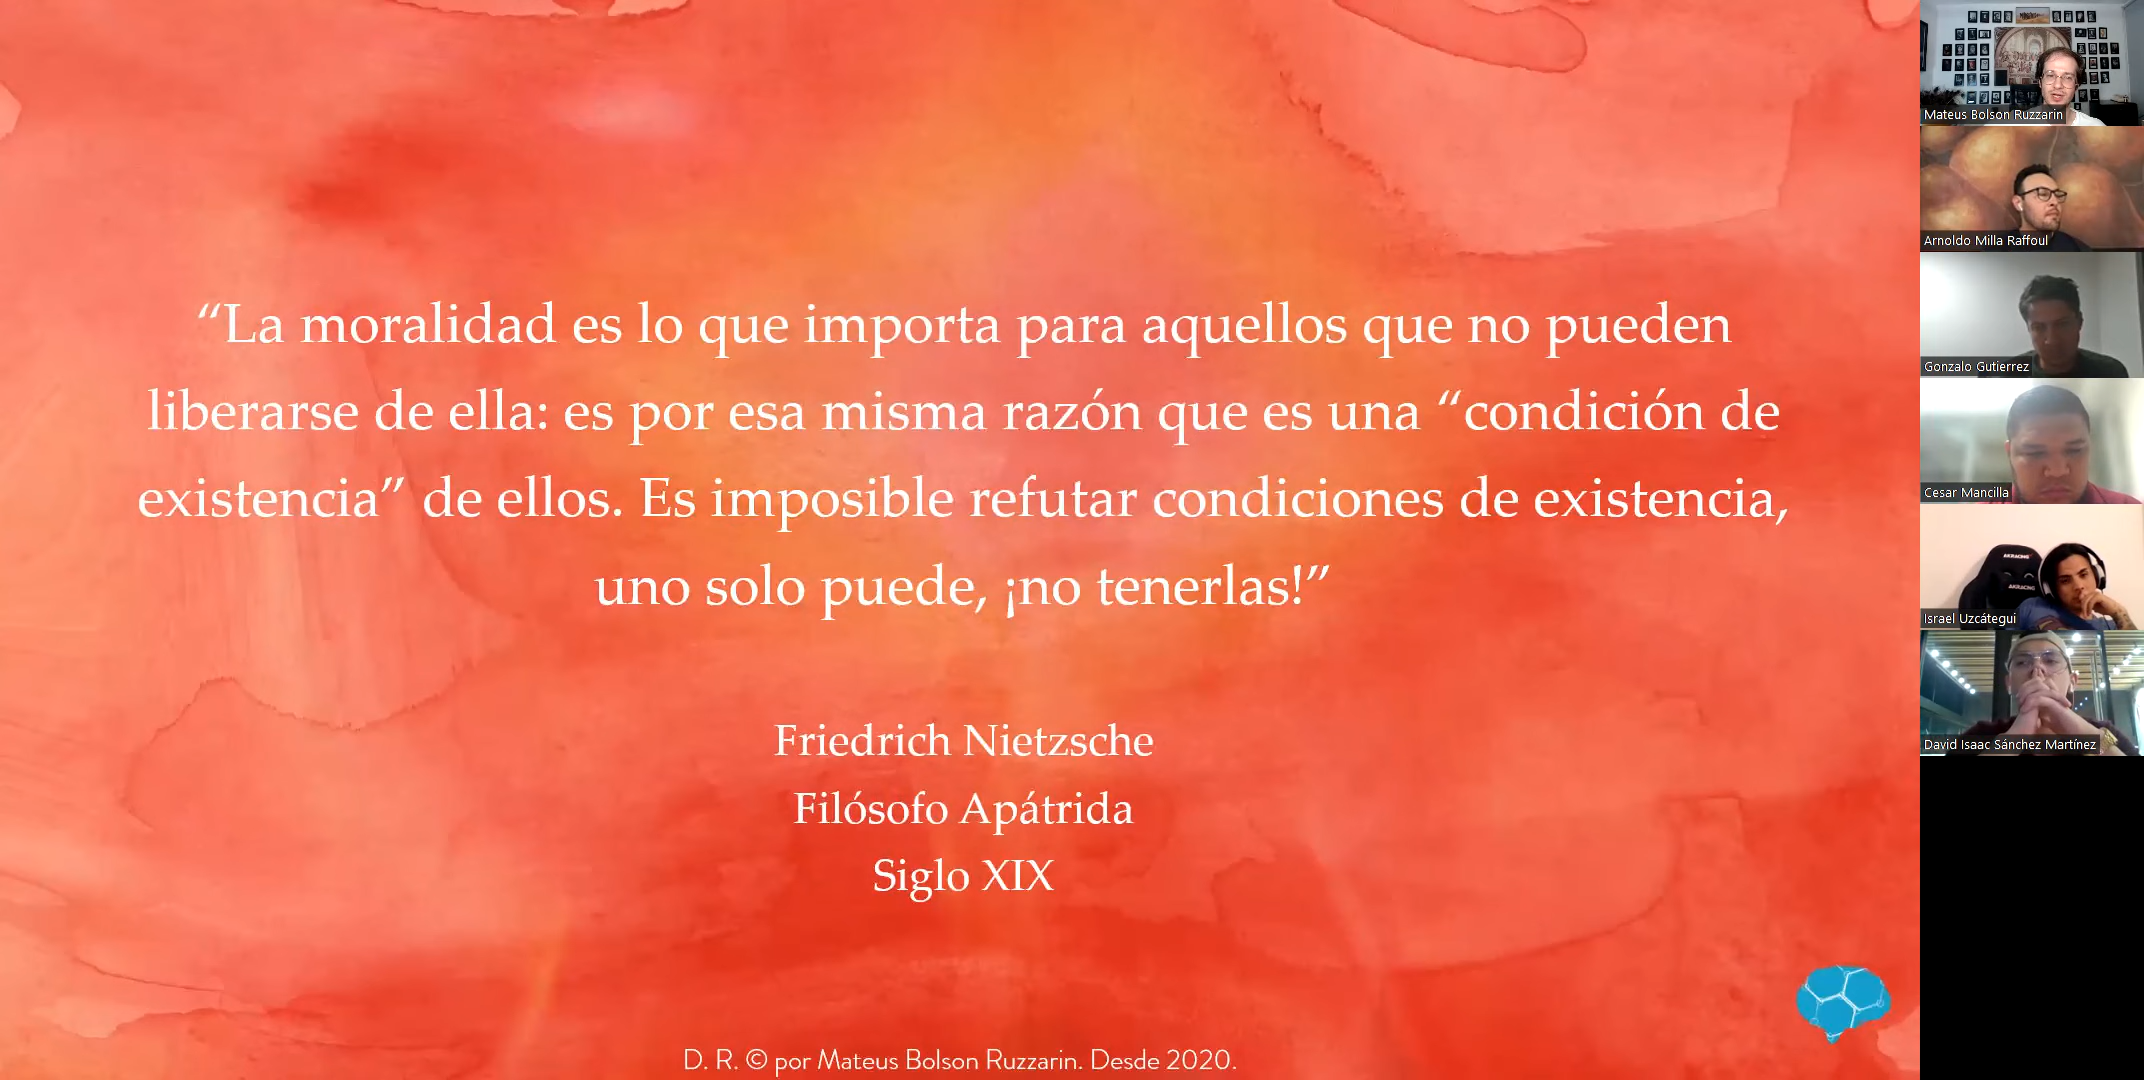 “La moralidad es lo que importa para aquellos que no pueden
liberarse de ella: es por esa misma razón que es una “condición de
existencia” de ellos. Es imposible refutar condiciones de existencia,
uno solo puede, ¡no tenerlas!”
Friedrich Nietzsche
Filósofo Apátrida
Siglo XIX
D. R. © por Mateus Bolson Ruzzarin. Desde 2020.
Mateus Bolson Ruzzarin
Arnoldo Milla Raffoul
Gonzalo Gutierrez
Cesar Mancilla
AKRACING
AKRACING
Israel Uzcátegui
David Isaac Sánchez Martínez